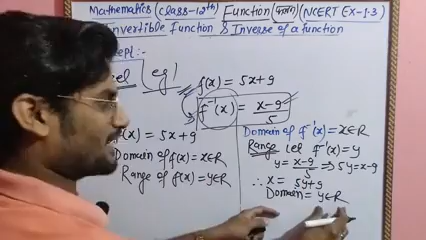 Mathematics (Class-12th) Function (फलन) (NCERT EX-1.3)
Invertible Function & Inverse of a function
eg!
f(x) = 5x+9
f⁻¹(x) = x-9/5
f(x) = 5x+9
Domain of f(x) = x∈R
Range of f(x) = y∈R
Domain of f⁻¹(x) = x∈R
Range Let f⁻¹(x) = y
y = x-9/5 ⇒ 5y = x-9
∴ x = 5y+9
Domain = y∈R